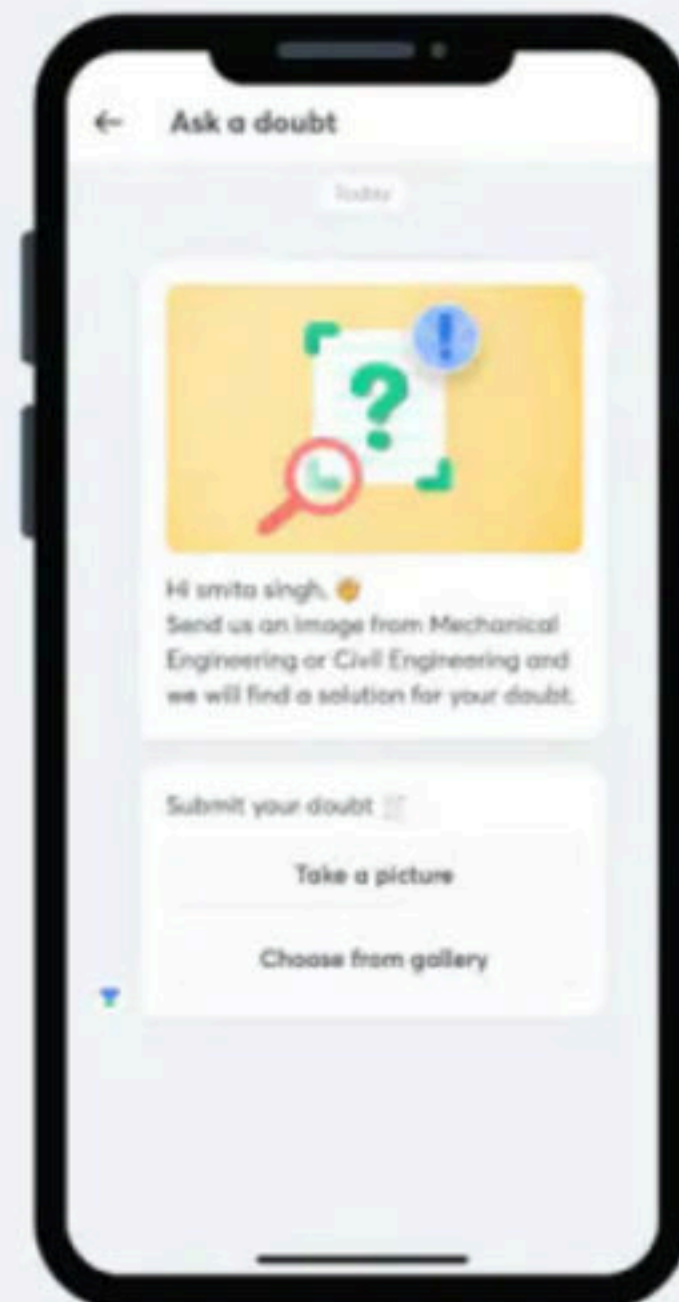 Ask a doubt
Today
?
!
Hi smita singh,
Send us an image from Mechanical
Engineering or Civil Engineering and
we will find a solution for your doubt.
Submit your doubt
Take a picture
Choose from gallery